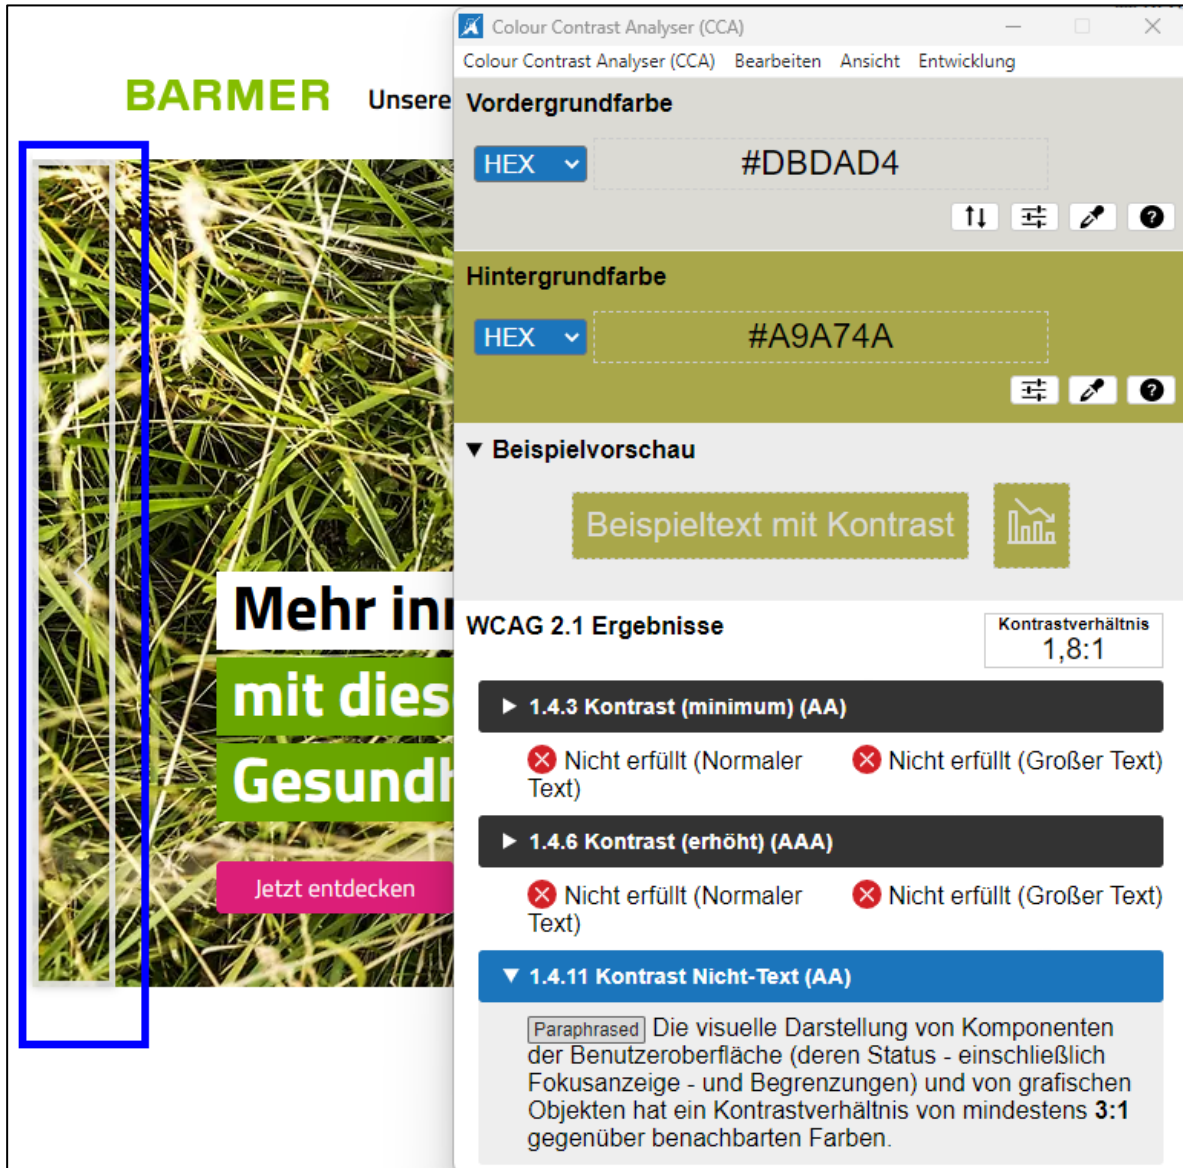 Colour Contrast Analyser (CCA)
Colour Contrast Analyser (CCA) Bearbeiten Ansicht Entwicklung
BARMER Unsere
Vordergrundfarbe
HEX #DBDAD4
Hintergrundfarbe
HEX #A9A74A
Beispielvorschau
Beispieltext mit Kontrast
Mehr
mit
Jetzt entdecken
WCAG 2.1 Ergebnisse
Kontrastverhältnis
1,8:1
1.4.3 Kontrast (minimum) (AA)
Nicht erfüllt (Normaler
Text)
Nicht erfüllt (Großer Text)
1.4.6 Kontrast (erhöht) (AAA)
Nicht erfüllt (Normaler
Text)
Nicht erfüllt (Großer Text)
1.4.11 Kontrast Nicht-Text (AA)
Paraphrased Die visuelle Darstellung von Komponenten
der Benutzeroberfläche (deren Status - einschließlich
Fokusanzeige - und Begrenzungen) und von grafischen
Objekten hat ein Kontrastverhältnis von mindestens 3:1
gegenüber benachbarten Farben.